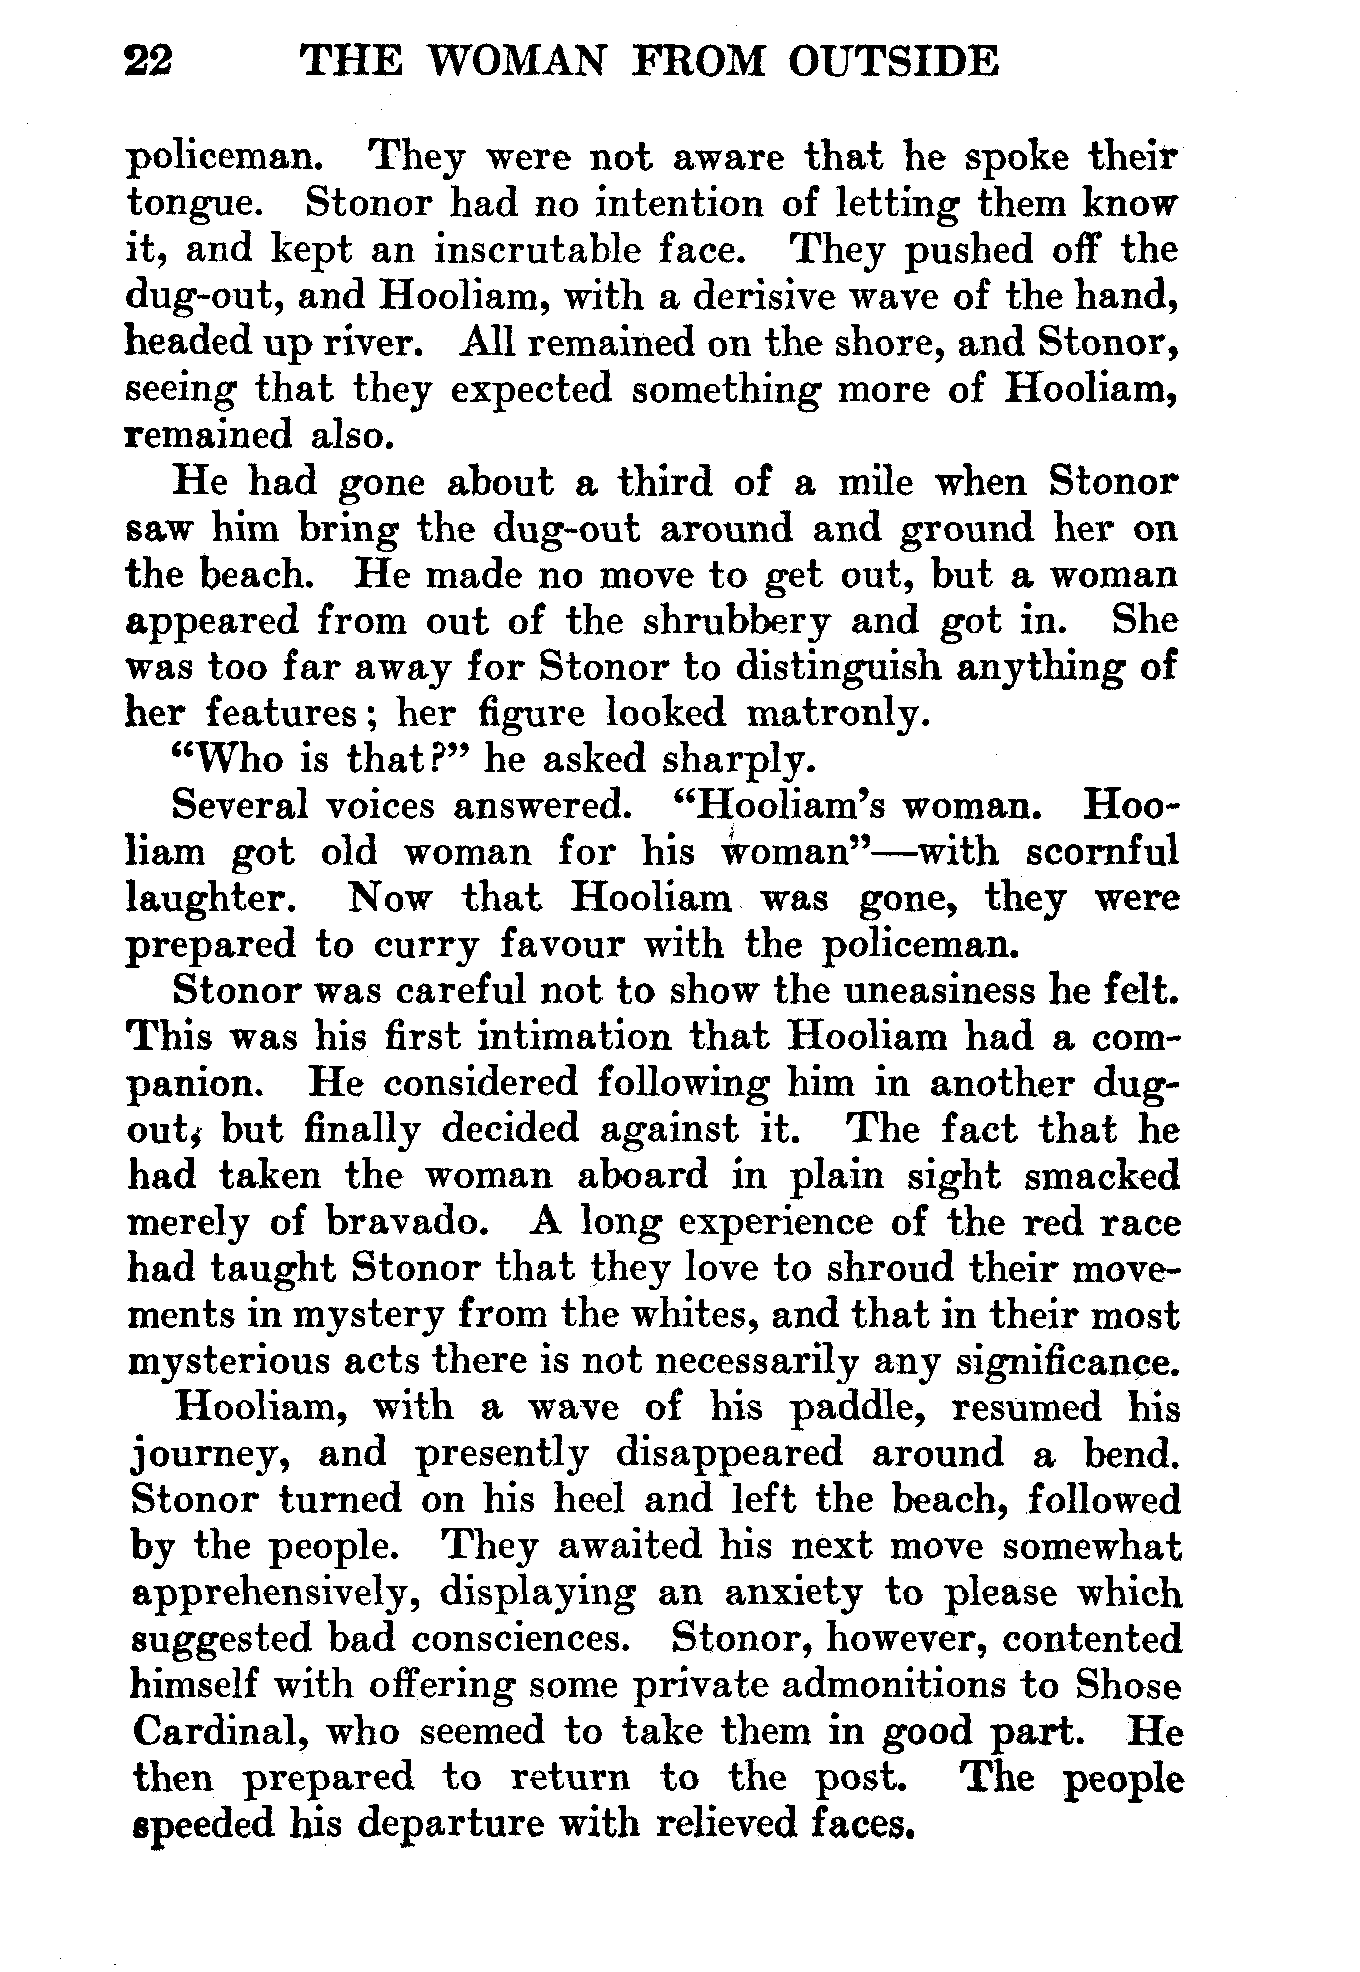 22 THE WOMAN FROM OUTSIDE
policeman. They were not aware that he spoke their
tongue. Stonor had no intention of letting them know
it, and kept an inscrutable face. They pushed off the
dug-out, and Hooliam, with a derisive wave of the hand,
headed up river. All remained on the shore, and Stonor,
seeing that they expected something more of Hooliam,
remained also.
He had gone about a third of a mile when Stonor
saw him bring the dug-out around and ground her on
the beach. He made no move to get out, but a woman
appeared from out of the shrubbery and got in. She
was too far away for Stonor to distinguish anything of
her features; her figure looked matronly.
“Who is that?” he asked sharply.
Several voices answered. “Hooliam’s woman. Hoo-
liam got old woman for his woman”—with scornful
laughter. Now that Hooliam was gone, they were
prepared to curry favour with the policeman.
Stonor was careful not to show the uneasiness he felt.
This was his first intimation that Hooliam had a com-
panion. He considered following him in another dug-
out, but finally decided against it. The fact that he
had taken the woman aboard in plain sight smacked
merely of bravado. A long experience of the red race
had taught Stonor that they love to shroud their move-
ments in mystery from the whites, and that in their most
mysterious acts there is not necessarily any significance.
Hooliam, with a wave of his paddle, resumed his
journey, and presently disappeared around a bend.
Stonor turned on his heel and left the beach, followed
by the people. They awaited his next move somewhat
apprehensively, displaying an anxiety to please which
suggested bad consciences. Stonor, however, contented
himself with offering some private admonitions to Shose
Cardinal, who seemed to take them in good part. He
then prepared to return to the post. The people
speeded his departure with relieved faces.